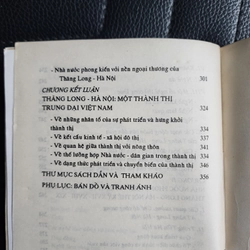 - Nhà nước phong kiến với nền ngoại thương của
Thăng Long - Hà Nội 301
CHƯƠNG KẾT LUẬN
THĂNG LONG - HÀ NỘI: MỘT THÀNH THỊ
TRUNG ĐẠI VIỆT NAM 324
- Về những nhân tố của sự phát triển và hưng khởi
thành thị 334
- Về kết cấu kinh tế - xã hội đô thị 337
- Về quan hệ giữa thành thị với nông thôn 341
- Về thế lưỡng hợp Nhà nước - dân gian trong thành thị 344
- Về dạng thức phát triển và chuyển biến của thành thị 346
THƯ MỤC SÁCH DẪN VÀ THAM KHẢO 356
PHỤ LỤC: BẢN ĐỒ VÀ TRANH ẢNH